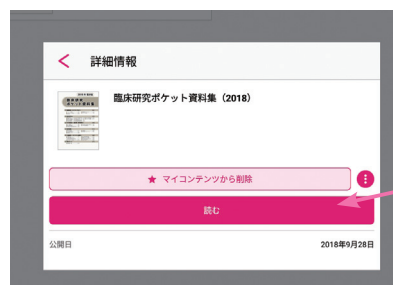 詳細情報
臨床研究ポケット資料集（2018）
★ マイコンテンツから削除
読む
公開日
2018年9月28日